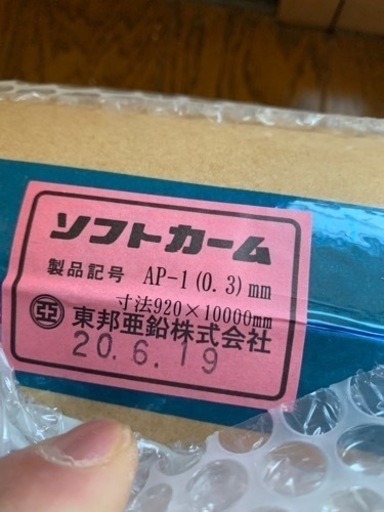 ソフトカーム
製品記号 AP-1(0.3)mm
寸法920×10000mm
亞 東邦亜鉛株式会社
20.6.19